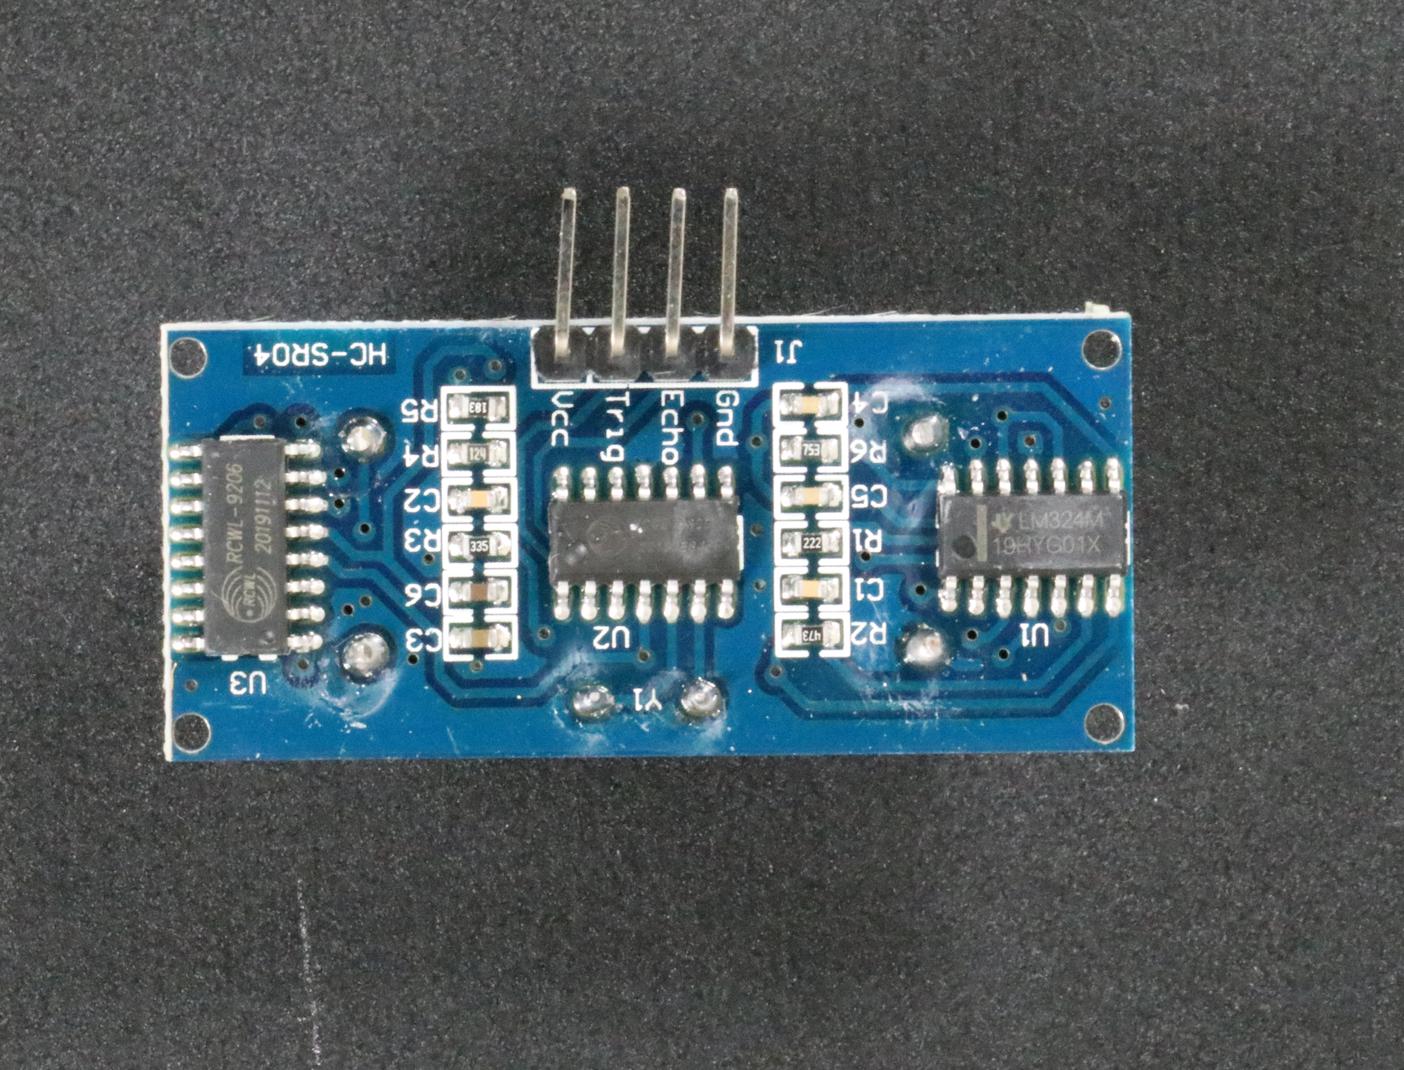 HC-SR04
J1
Vcc
Trig
Echo
Gnd
R5
183
R4
124
C2
R3
335
C6
C3
C4
R6
753
C5
R1
222
C1
R2
473
RCWL-9206
20191112
RCWL
U3
U2
Y1
LM324M
19HYG01X
U1